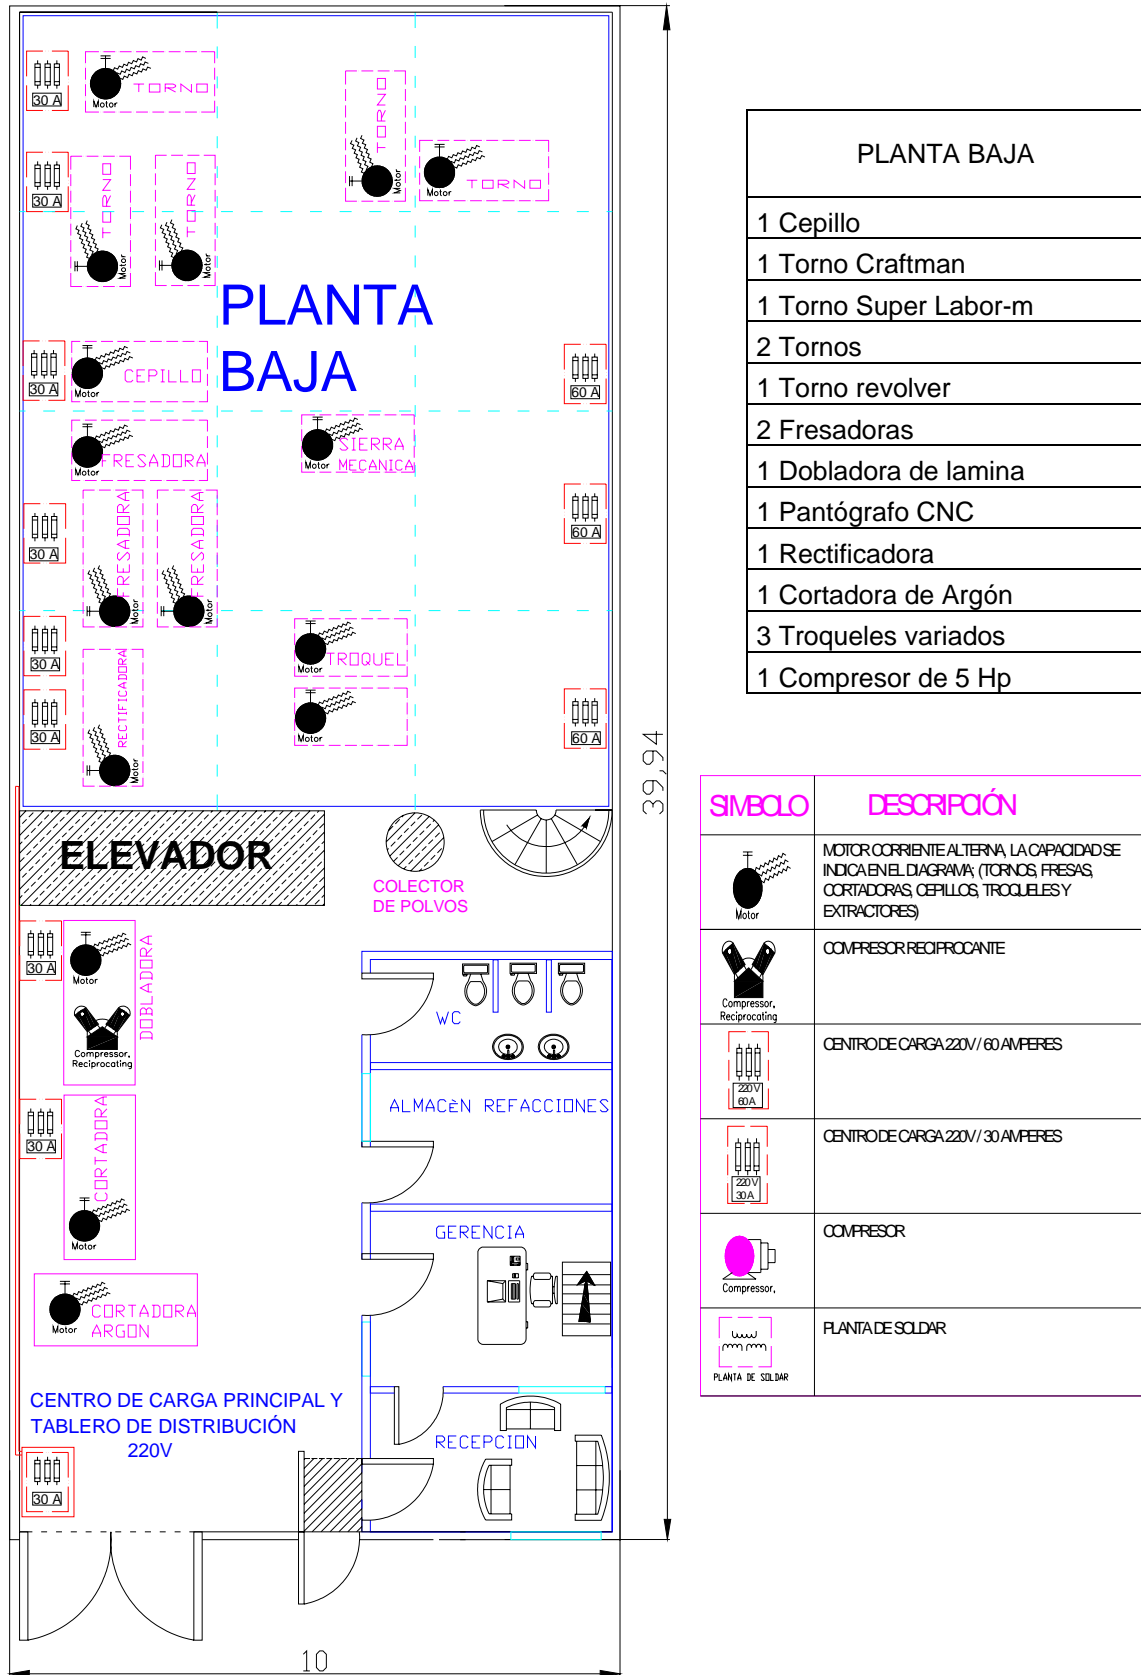 30 A
Motor
TORNO
TORNO
Motor
30 A
TORNO
Motor
TORNO
Motor
TORNO
Motor
Motor
TORNO
PLANTA
BAJA
30 A
Motor
CEPILLO
60 A
Motor
FRESADORA
Motor
SIERRA
MECANICA
30 A
FRESADORA
Motor
FRESADORA
Motor
60 A
30 A
Motor
TROQUEL
30 A
RECTIFICADORA
Motor
Motor
60 A
39,94
ELEVADOR
COLECTOR
DE POLVOS
30 A
Motor
DOBLADORA
Compressor,
Reciprocating
WC
30 A
CORTADORA
Motor
ALMACèN REFACCIONES
GERENCIA
Motor
CORTADORA
ARGON
CENTRO DE CARGA PRINCIPAL Y
TABLERO DE DISTRIBUCIÓN
220V
30 A
RECEPCION
10
PLANTA BAJA
1 Cepillo
1 Torno Craftman
1 Torno Super Labor-m
2 Tornos
1 Torno revolver
2 Fresadoras
1 Dobladora de lamina
1 Pantógrafo CNC
1 Rectificadora
1 Cortadora de Argón
3 Troqueles variados
1 Compresor de 5 Hp
SIMBOLO DESCRIPCIÓN
Motor
MOTOR CORRIENTE ALTERNA, LA CAPACIDAD SE
INDICA EN EL DIAGRAMA; (TORNOS, FRESAS,
CORTADORAS, CEPILLOS, TROQUELES Y
EXTRACTORES)
Compressor,
Reciprocating
COMPRESOR RECIPROCANTE
220V
60A
CENTRO DE CARGA 220V / 60 AMPERES
220V
30A
CENTRO DE CARGA 220V / 30 AMPERES
Compressor,
COMPRESOR
PLANTA DE SOLDAR
PLANTA DE SOLDAR